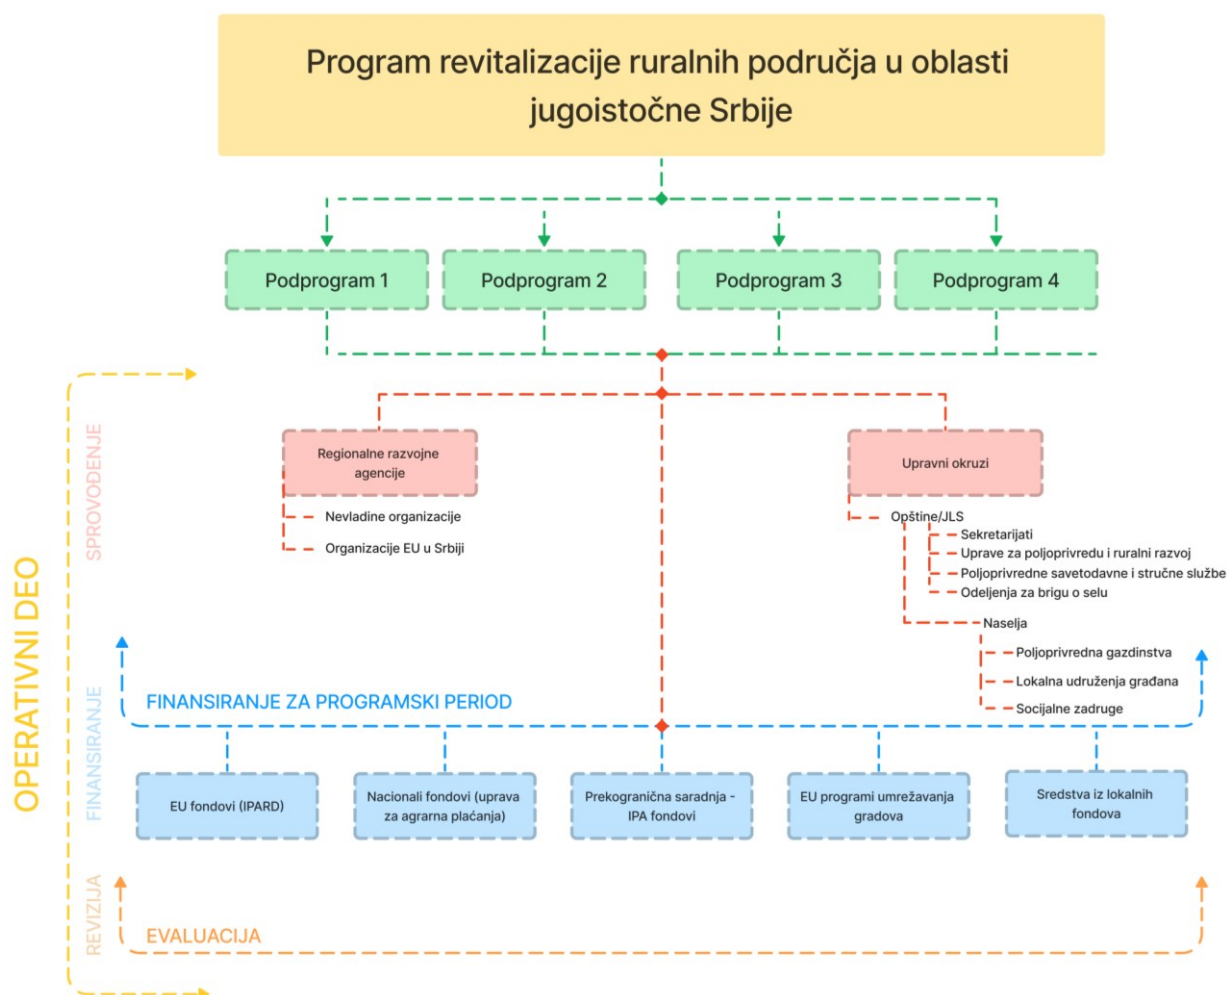 Program revitalizacije ruralnih područja u oblasti
jugoistočne Srbije
Podprogram 1
Podprogram 2
Podprogram 3
Podprogram 4
OPERATIVNI DEO
SPROVOĐENJE
Regionalne razvojne
agencije
Nevladine organizacije
Organizacije EU u Srbiji
Upravni okruzi
Opštine/JLS
Sekretarijati
Uprave za poljoprivredu i ruralni razvoj
Poljoprivredne savetodavne i stručne službe
Odeljenja za brigu o selu
Naselja
Poljoprivredna gazdinstva
Lokalna udruženja građana
Socijalne zadruge
FINANSIRANJE
FINANSIRANJE ZA PROGRAMSKI PERIOD
EU fondovi (IPARD)
Nacionali fondovi (uprava
za agrarna plaćanja)
Prekogranična saradnja -
IPA fondovi
EU programi umrežavanja
gradova
Sredstva iz lokalnih
fondova
REVIZIJA
EVALUACIJA